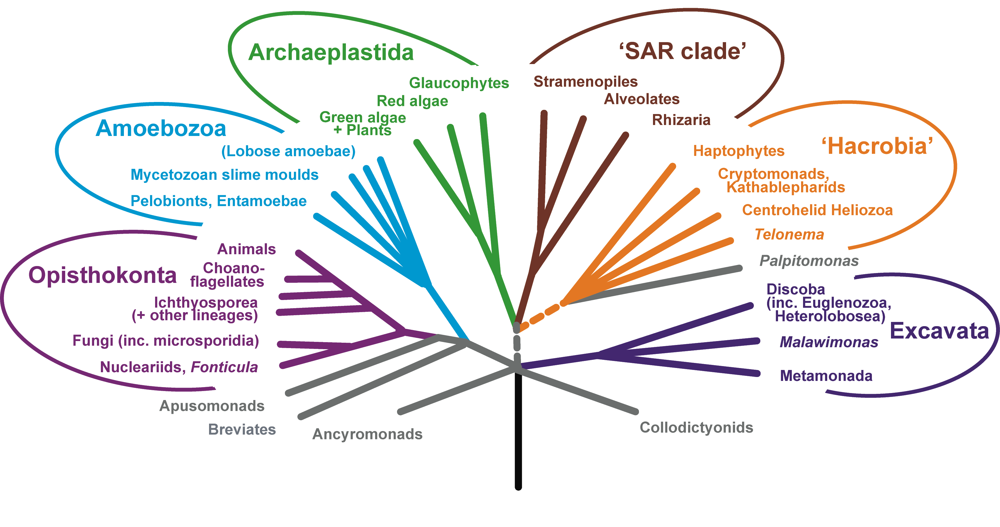 Archaeplastida
‘SAR clade’
Glaucophytes
Stramenopiles
Red algae
Alveolates
Green algae
+ Plants
Rhizaria
Amoebozoa
(Lobose amoebae)
Mycetozoan slime moulds
Pelobionts, Entamoebae
‘Hacrobia’
Haptophytes
Cryptomonads,
Kathablepharids
Centrohelid Heliozoa
Telonema
Palpitomonas
Opisthokonta
Animals
Choano-
flagellates
Ichthyosporea
(+ other lineages)
Fungi (inc. microsporidia)
Nucleariids, Fonticula
Discoba
(inc. Euglenozoa,
Heterolobosea)
Excavata
Malawimonas
Metamonada
Apusomonads
Breviates
Ancyromonads
Collodictyonids